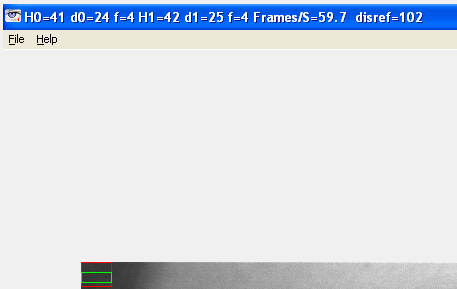 H0=41 d0=24 f=4 H1=42 d1=25 f=4 Frames/S=59.7 disref=102
File Help